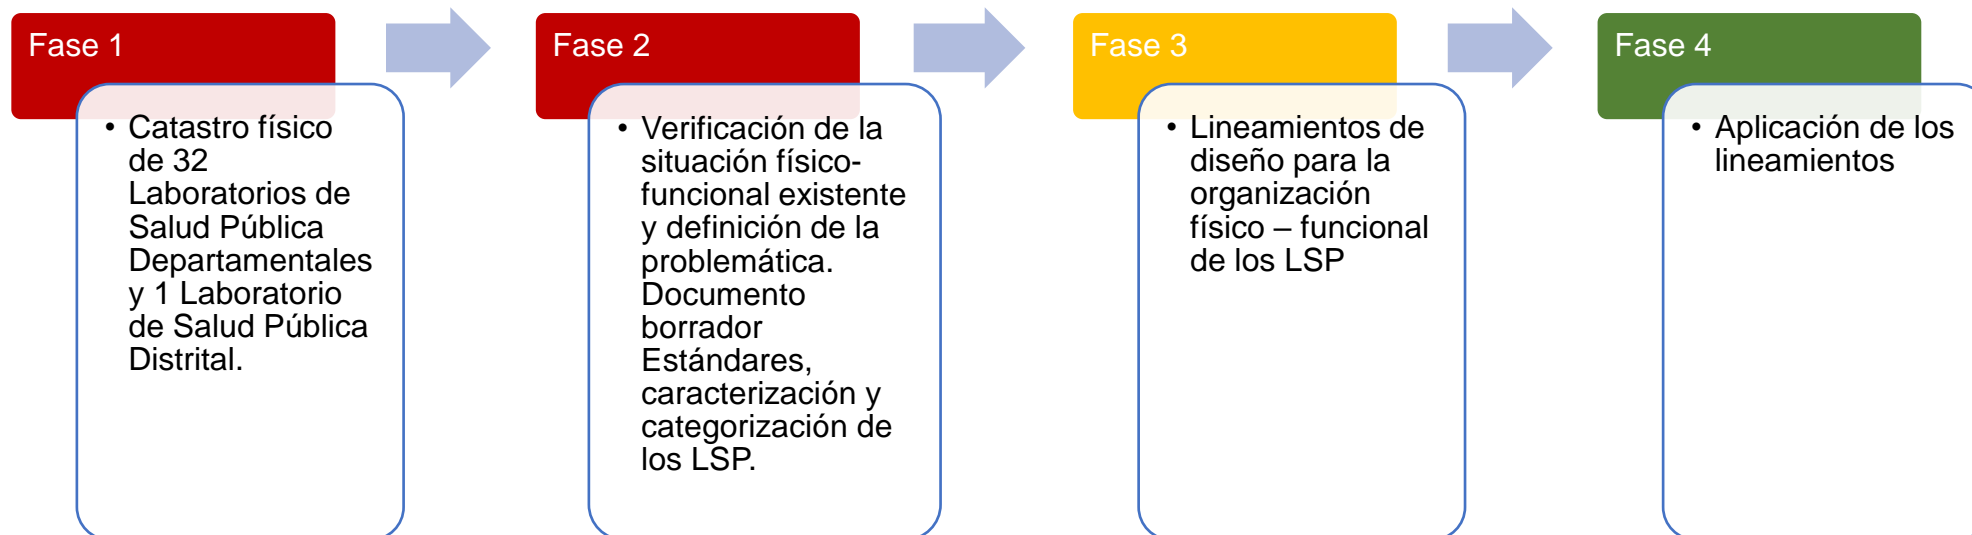 Fase 1
• Catastro físico
de 32
Laboratorios de
Salud Pública
Departamentales
y 1 Laboratorio
de Salud Pública
Distrital.
Fase 2
• Verificación de la
situación físico-
funcional existente
y definición de la
problemática.
Documento
borrador
Estándares,
caracterización y
categorización de
los LSP.
Fase 3
• Lineamientos de
diseño para la
organización
físico – funcional
de los LSP
Fase 4
• Aplicación de los
lineamientos